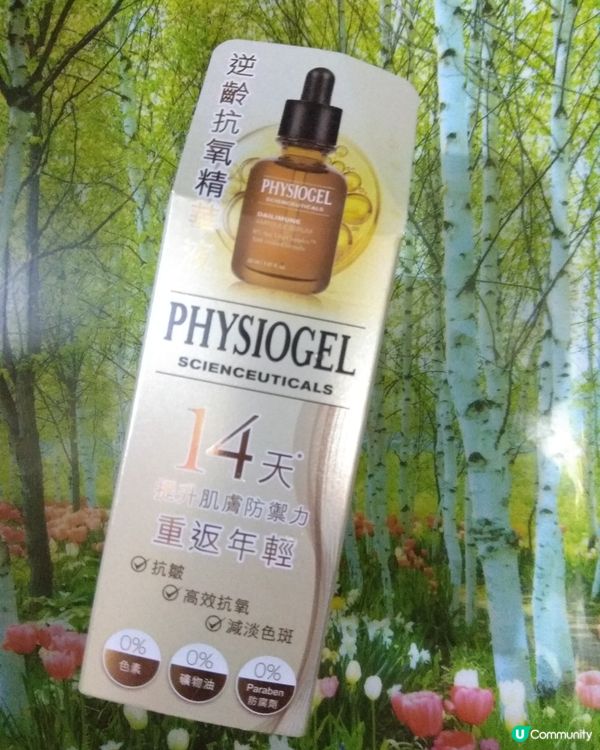 逆齡抗氧精華
PHYSIOGEL
SCIENCEUTICALS
DAILIMUNE
AMPOULE SERUM
PHYSIOGEL
SCIENCEUTICALS
14天*
提升肌膚防禦力
重返年輕
抗皺
高效抗氧
減淡色斑
0%
色素
0%
礦物油
0%
Paraben
防腐劑
U Community